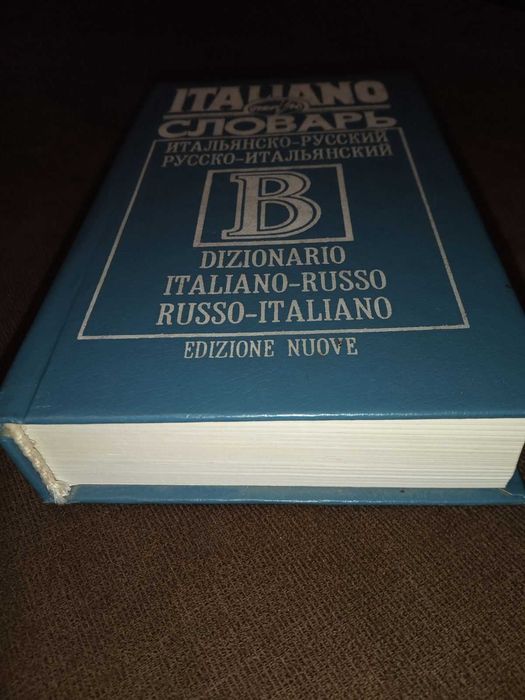 ITALIANO
СЛОВАРЬ
ИТАЛЬЯНСКО-РУССКИЙ
РУССКО-ИТАЛЬЯНСКИЙ
B
DIZIONARIO
ITALIANO-RUSSO
RUSSO-ITALIANO
EDIZIONE NUOVE